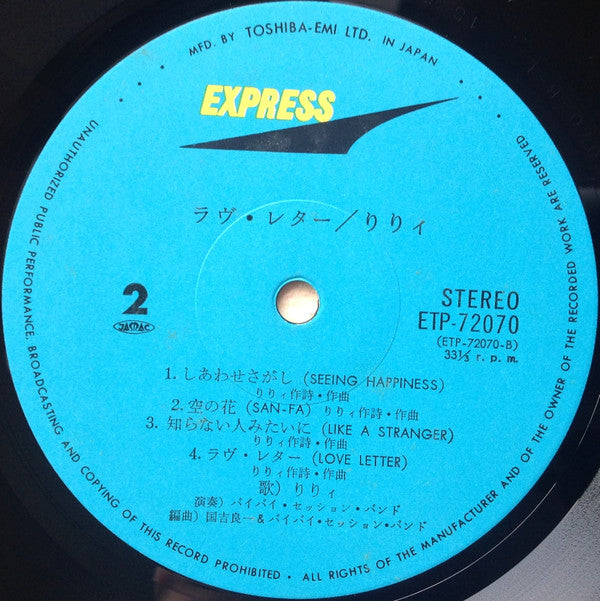 MFD. BY TOSHIBA-EMI LTD. IN JAPAN
EXPRESS
ラヴ・レター／りりィ
2
JASRAC
STEREO
ETP-72070
(ETP-72070-B)
33⅓ r. p. m.
1. しあわせさがし (SEEING HAPPINESS)
りりィ作詩・作曲
2. 空の花 (SAN-FA) りりィ作詩・作曲
3. 知らない人みたいに (LIKE A STRANGER)
りりィ作詩・作曲
4. ラヴ・レター (LOVE LETTER)
りりィ作詩・作曲
歌) りりィ
演奏) バイバイ・セッション・バンド
編曲) 国吉良一&バイバイ・セッション・バンド
UNAUTHORIZED PUBLIC PERFORMANCE, BROADCASTING AND COPYING OF THIS RECORD PROHIBITED • ALL RIGHTS OF THE MANUFACTURER AND OF THE OWNER OF THE RECORDED WORK ARE RESERVED